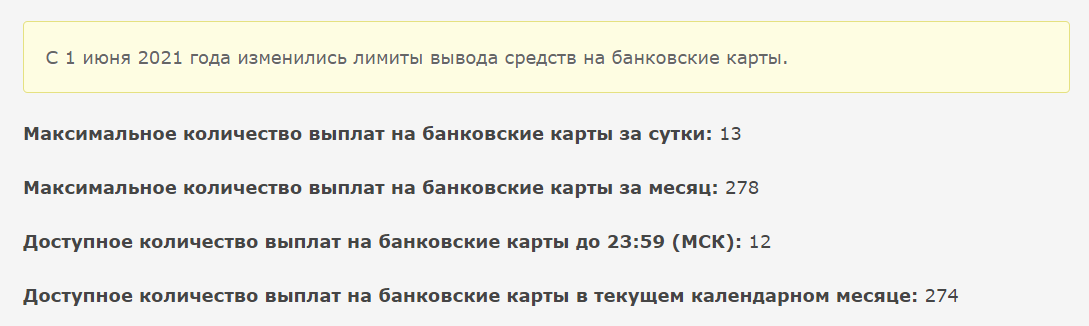 С 1 июня 2021 года изменились лимиты вывода средств на банковские карты.
Максимальное количество выплат на банковские карты за сутки: 13
Максимальное количество выплат на банковские карты за месяц: 278
Доступное количество выплат на банковские карты до 23:59 (МСК): 12
Доступное количество выплат на банковские карты в текущем календарном месяце: 274